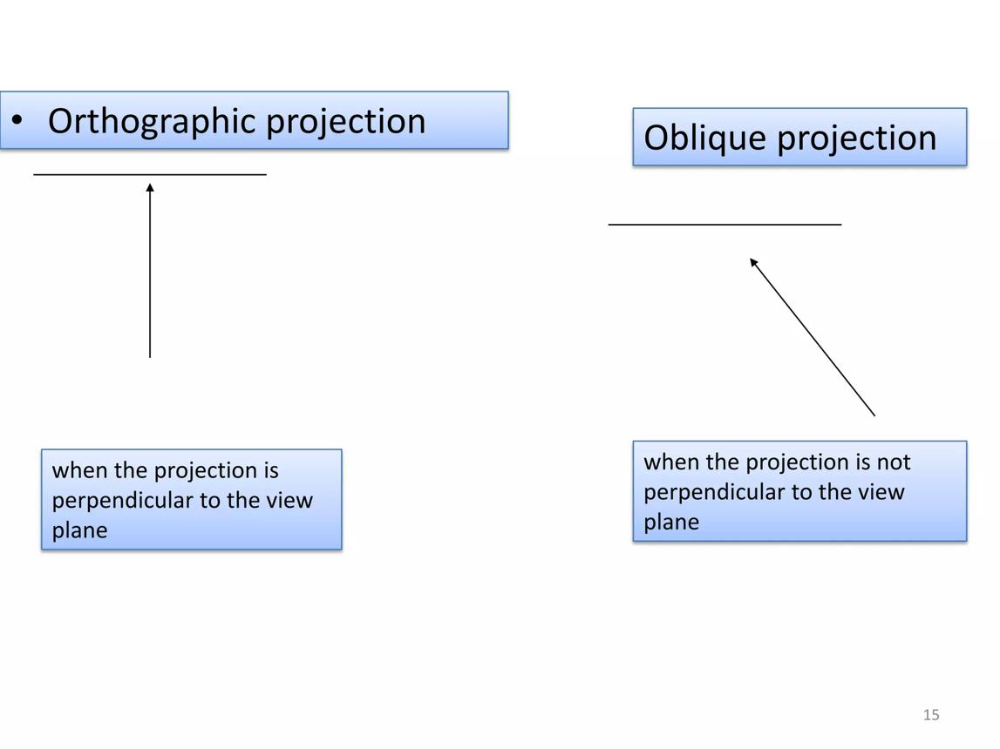 • Orthographic projection
Oblique projection
when the projection is
perpendicular to the view
plane
when the projection is not
perpendicular to the view
plane
15